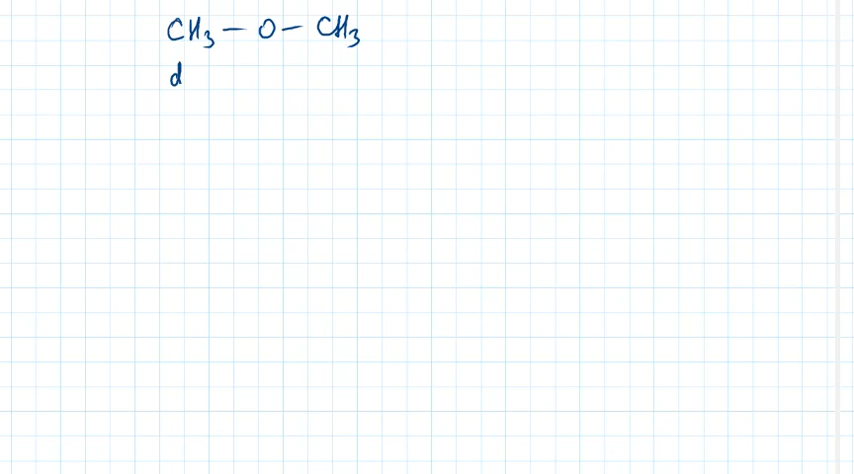 CH₃ – O – CH₃
d